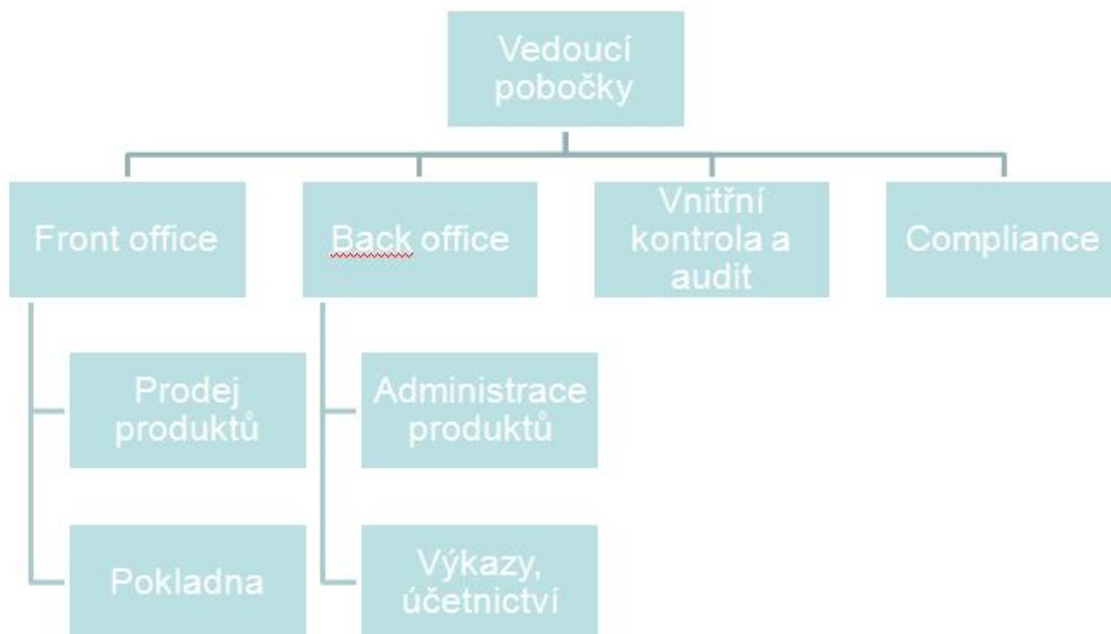 Vedoucí
pobočky
Front office
Back office
Vnitřní
kontrola a
audit
Compliance
Prodej
produktů
Administrace
produktů
Pokladna
Výkazy,
účetnictví